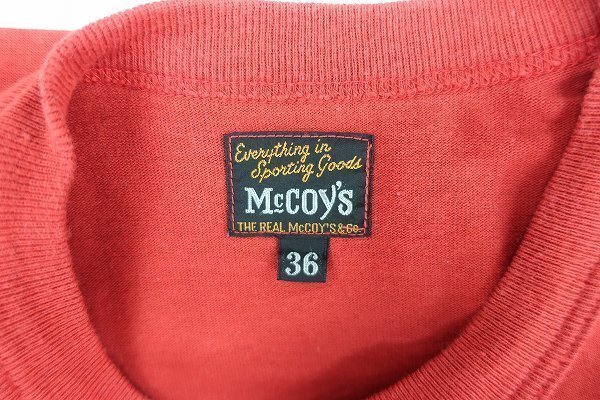 Everything in
Sporting Goods
McCOY'S
THE REAL McCOY'S & Co.
36